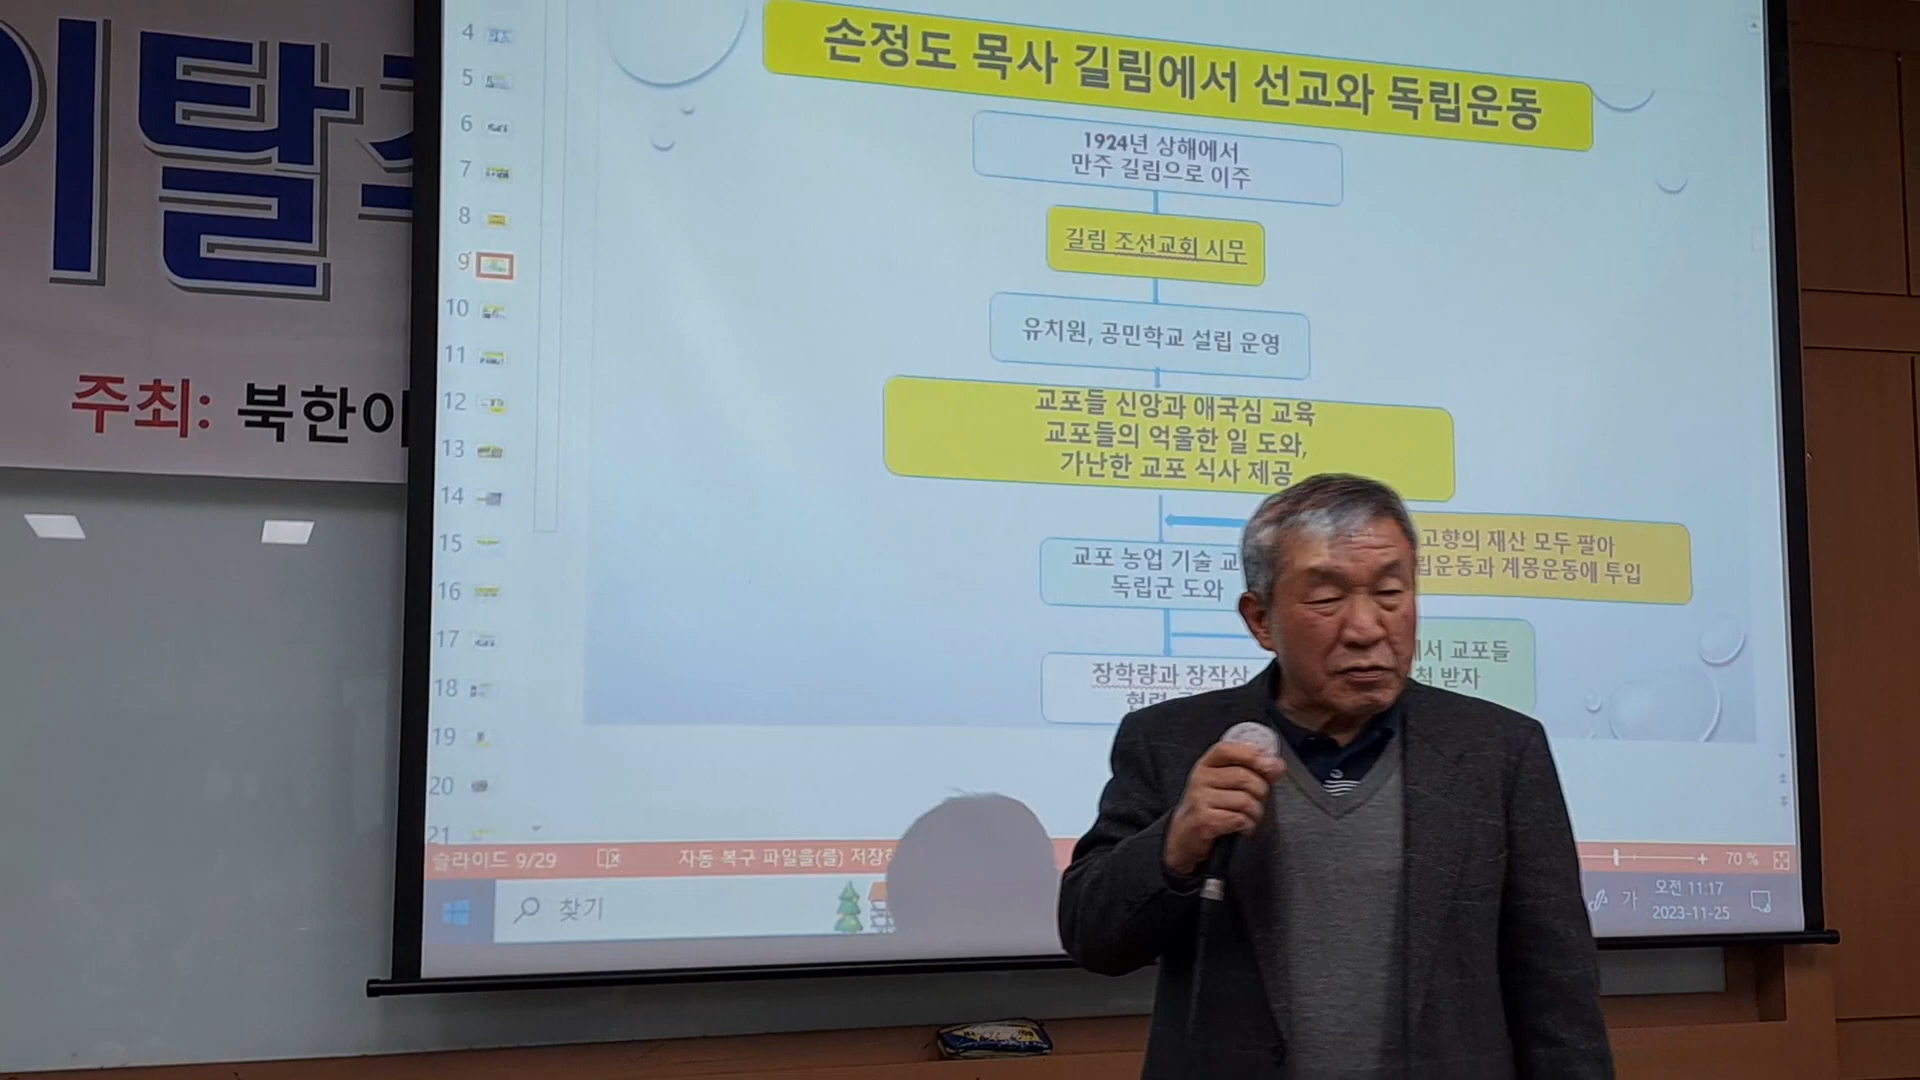 이탈
주최: 북한이
손정도 목사 길림에서 선교와 독립운동
1924년 상해에서
만주 길림으로 이주
길림 조선교회 시무
유치원, 공민학교 설립 운영
교포들 신앙과 애국심 교육
교포들의 억울한 일 도와,
가난한 교포 식사 제공
고향의 재산 모두 팔아
립운동과 계몽운동에 투입
교포 농업 기술 교
독립군 도와
에서 교포들
척 받자
장학량과 장작상
협력
4
5
6
7
8
9
10
11
12
13
14
15
16
17
18
19
20
21
슬라이드 9/29
자동 복구 파일을(를) 저장
70 %
찾기
가
오전 11:17
2023-11-25